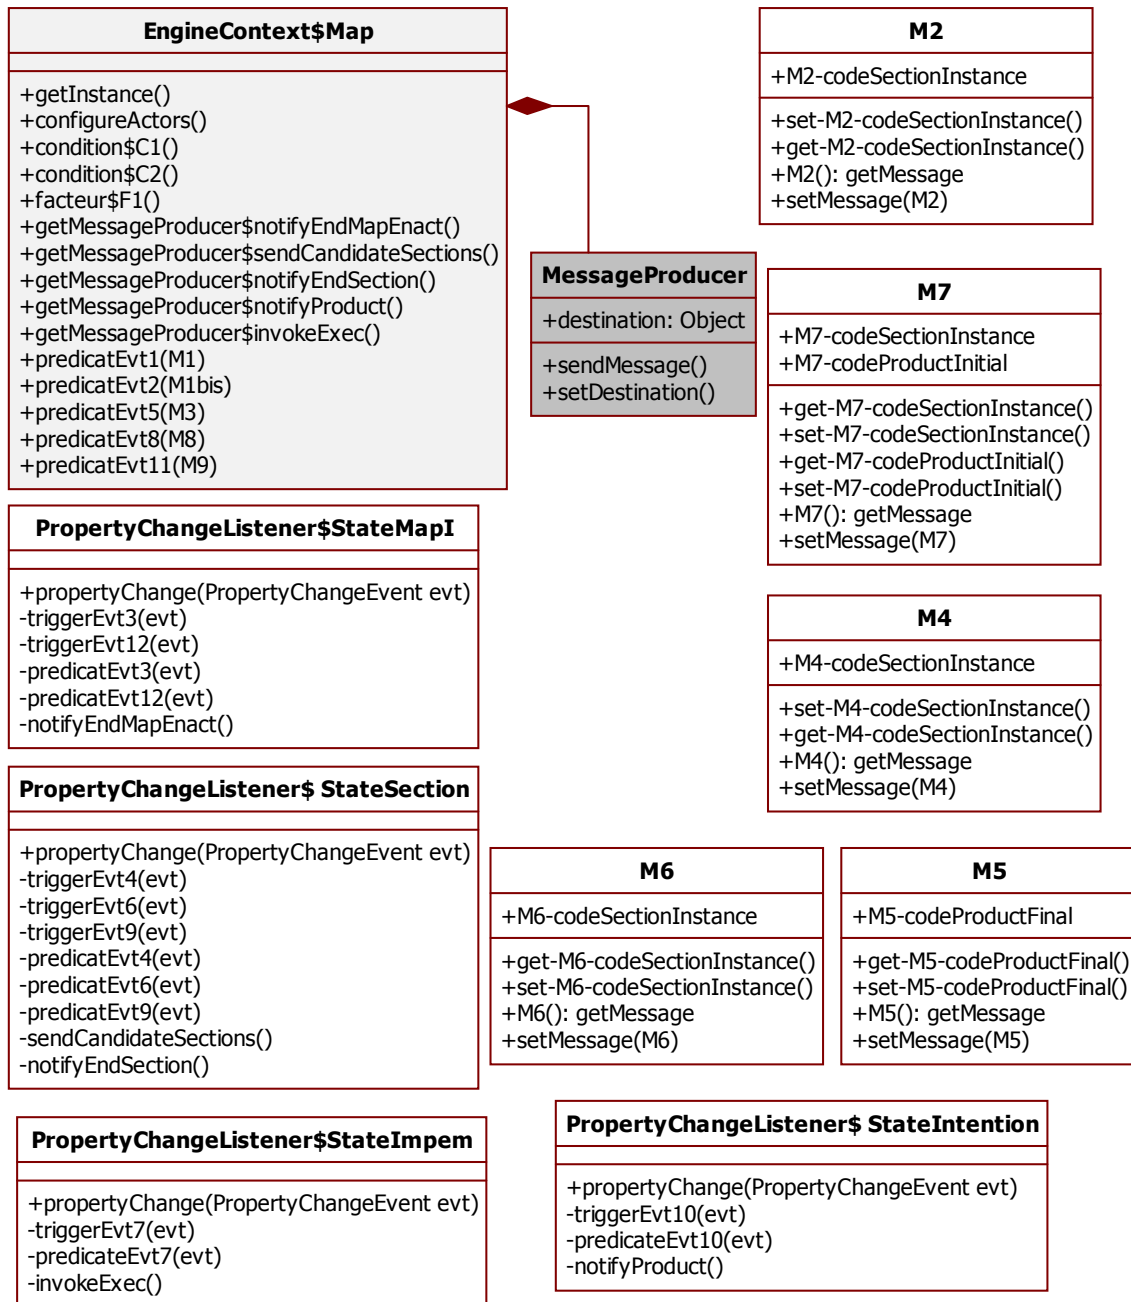 EngineContext$Map
+getInstance()
+configureActors()
+condition$C1()
+condition$C2()
+facteur$F1()
+getMessageProducer$notifyEndMapEnact()
+getMessageProducer$sendCandidateSections()
+getMessageProducer$notifyEndSection()
+getMessageProducer$notifyProduct()
+getMessageProducer$invokeExec()
+predicatEvt1(M1)
+predicatEvt2(M1bis)
+predicatEvt5(M3)
+predicatEvt8(M8)
+predicatEvt11(M9)
MessageProducer
+destination: Object
+sendMessage()
+setDestination()
M2
+M2-codeSectionInstance
+set-M2-codeSectionInstance()
+get-M2-codeSectionInstance()
+M2(): getMessage
+setMessage(M2)
M7
+M7-codeSectionInstance
+M7-codeProductInitial
+get-M7-codeSectionInstance()
+set-M7-codeSectionInstance()
+get-M7-codeProductInitial()
+set-M7-codeProductInitial()
+M7(): getMessage
+setMessage(M7)
PropertyChangeListener$StateMapI
+propertyChange(PropertyChangeEvent evt)
-triggerEvt3(evt)
-triggerEvt12(evt)
-predicatEvt3(evt)
-predicatEvt12(evt)
-notifyEndMapEnact()
M4
+M4-codeSectionInstance
+set-M4-codeSectionInstance()
+get-M4-codeSectionInstance()
+M4(): getMessage
+setMessage(M4)
PropertyChangeListener$ StateSection
+propertyChange(PropertyChangeEvent evt)
-triggerEvt4(evt)
-triggerEvt6(evt)
-triggerEvt9(evt)
-predicatEvt4(evt)
-predicatEvt6(evt)
-predicatEvt9(evt)
-sendCandidateSections()
-notifyEndSection()
M6
+M6-codeSectionInstance
+get-M6-codeSectionInstance()
+set-M6-codeSectionInstance()
+M6(): getMessage
+setMessage(M6)
M5
+M5-codeProductFinal
+get-M5-codeProductFinal()
+set-M5-codeProductFinal()
+M5(): getMessage
+setMessage(M5)
PropertyChangeListener$StateImpem
+propertyChange(PropertyChangeEvent evt)
-triggerEvt7(evt)
-predicateEvt7(evt)
-invokeExec()
PropertyChangeListener$ StateIntention
+propertyChange(PropertyChangeEvent evt)
-triggerEvt10(evt)
-predicateEvt10(evt)
-notifyProduct()